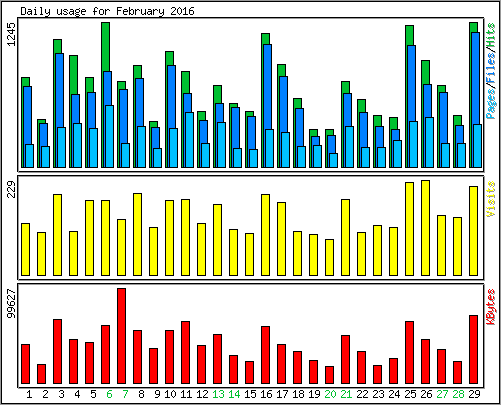 Daily usage for February 2016
1245
Pages/Files/Hits
229
Visits
99627
KBytes
1 2 3 4 5 6 7 8 9 10 11 12 13 14 15 16 17 18 19 20 21 22 23 24 25 26 27 28 29